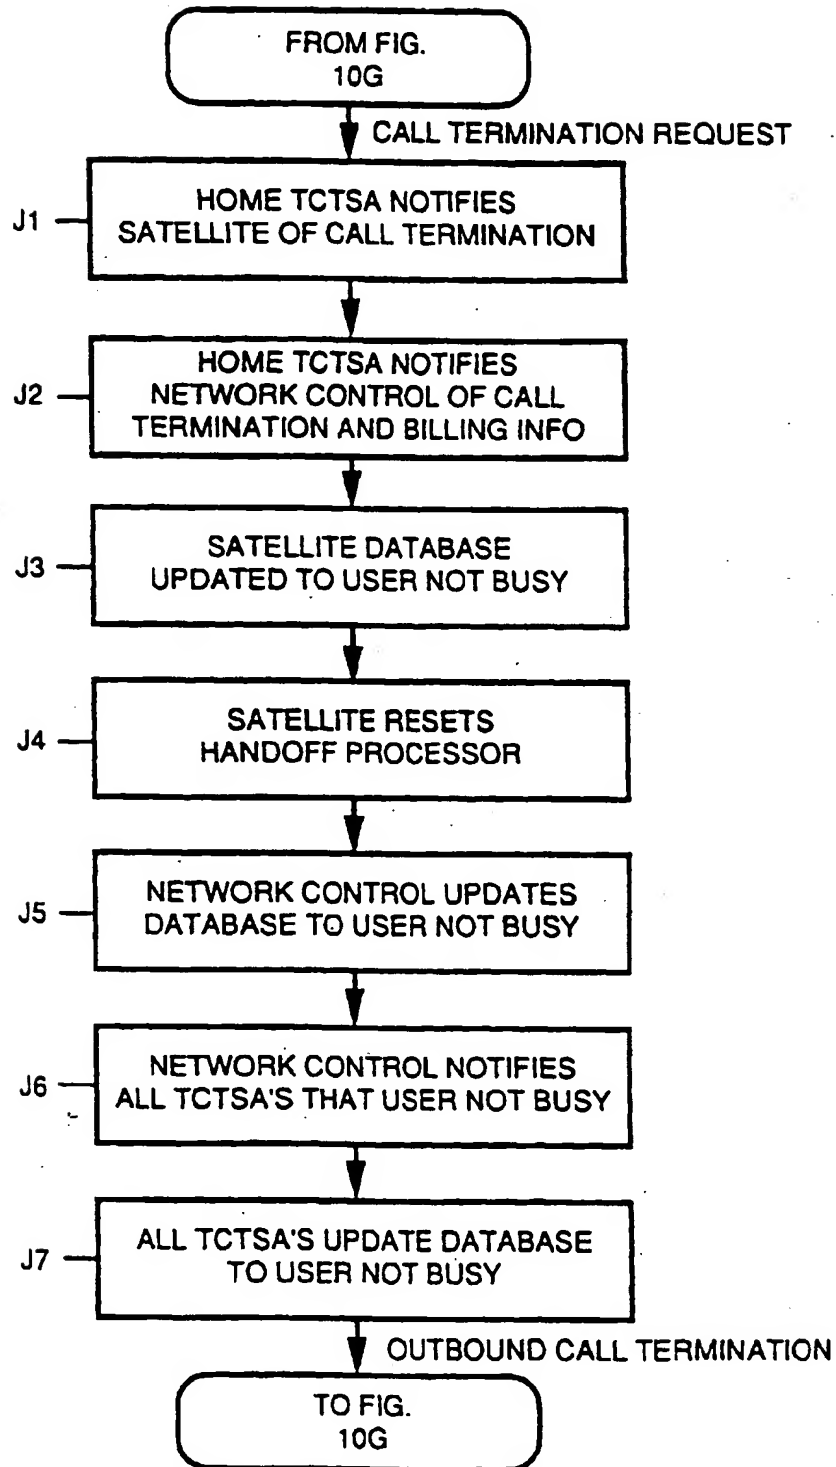 FROM FIG.
10G
CALL TERMINATION REQUEST
J1
HOME TCTSA NOTIFIES
SATELLITE OF CALL TERMINATION
J2
HOME TCTSA NOTIFIES
NETWORK CONTROL OF CALL
TERMINATION AND BILLING INFO
J3
SATELLITE DATABASE
UPDATED TO USER NOT BUSY
J4
SATELLITE RESETS
HANDOFF PROCESSOR
J5
NETWORK CONTROL UPDATES
DATABASE TO USER NOT BUSY
J6
NETWORK CONTROL NOTIFIES
ALL TCTSA'S THAT USER NOT BUSY
J7
ALL TCTSA'S UPDATE DATABASE
TO USER NOT BUSY
OUTBOUND CALL TERMINATION
TO FIG.
10G